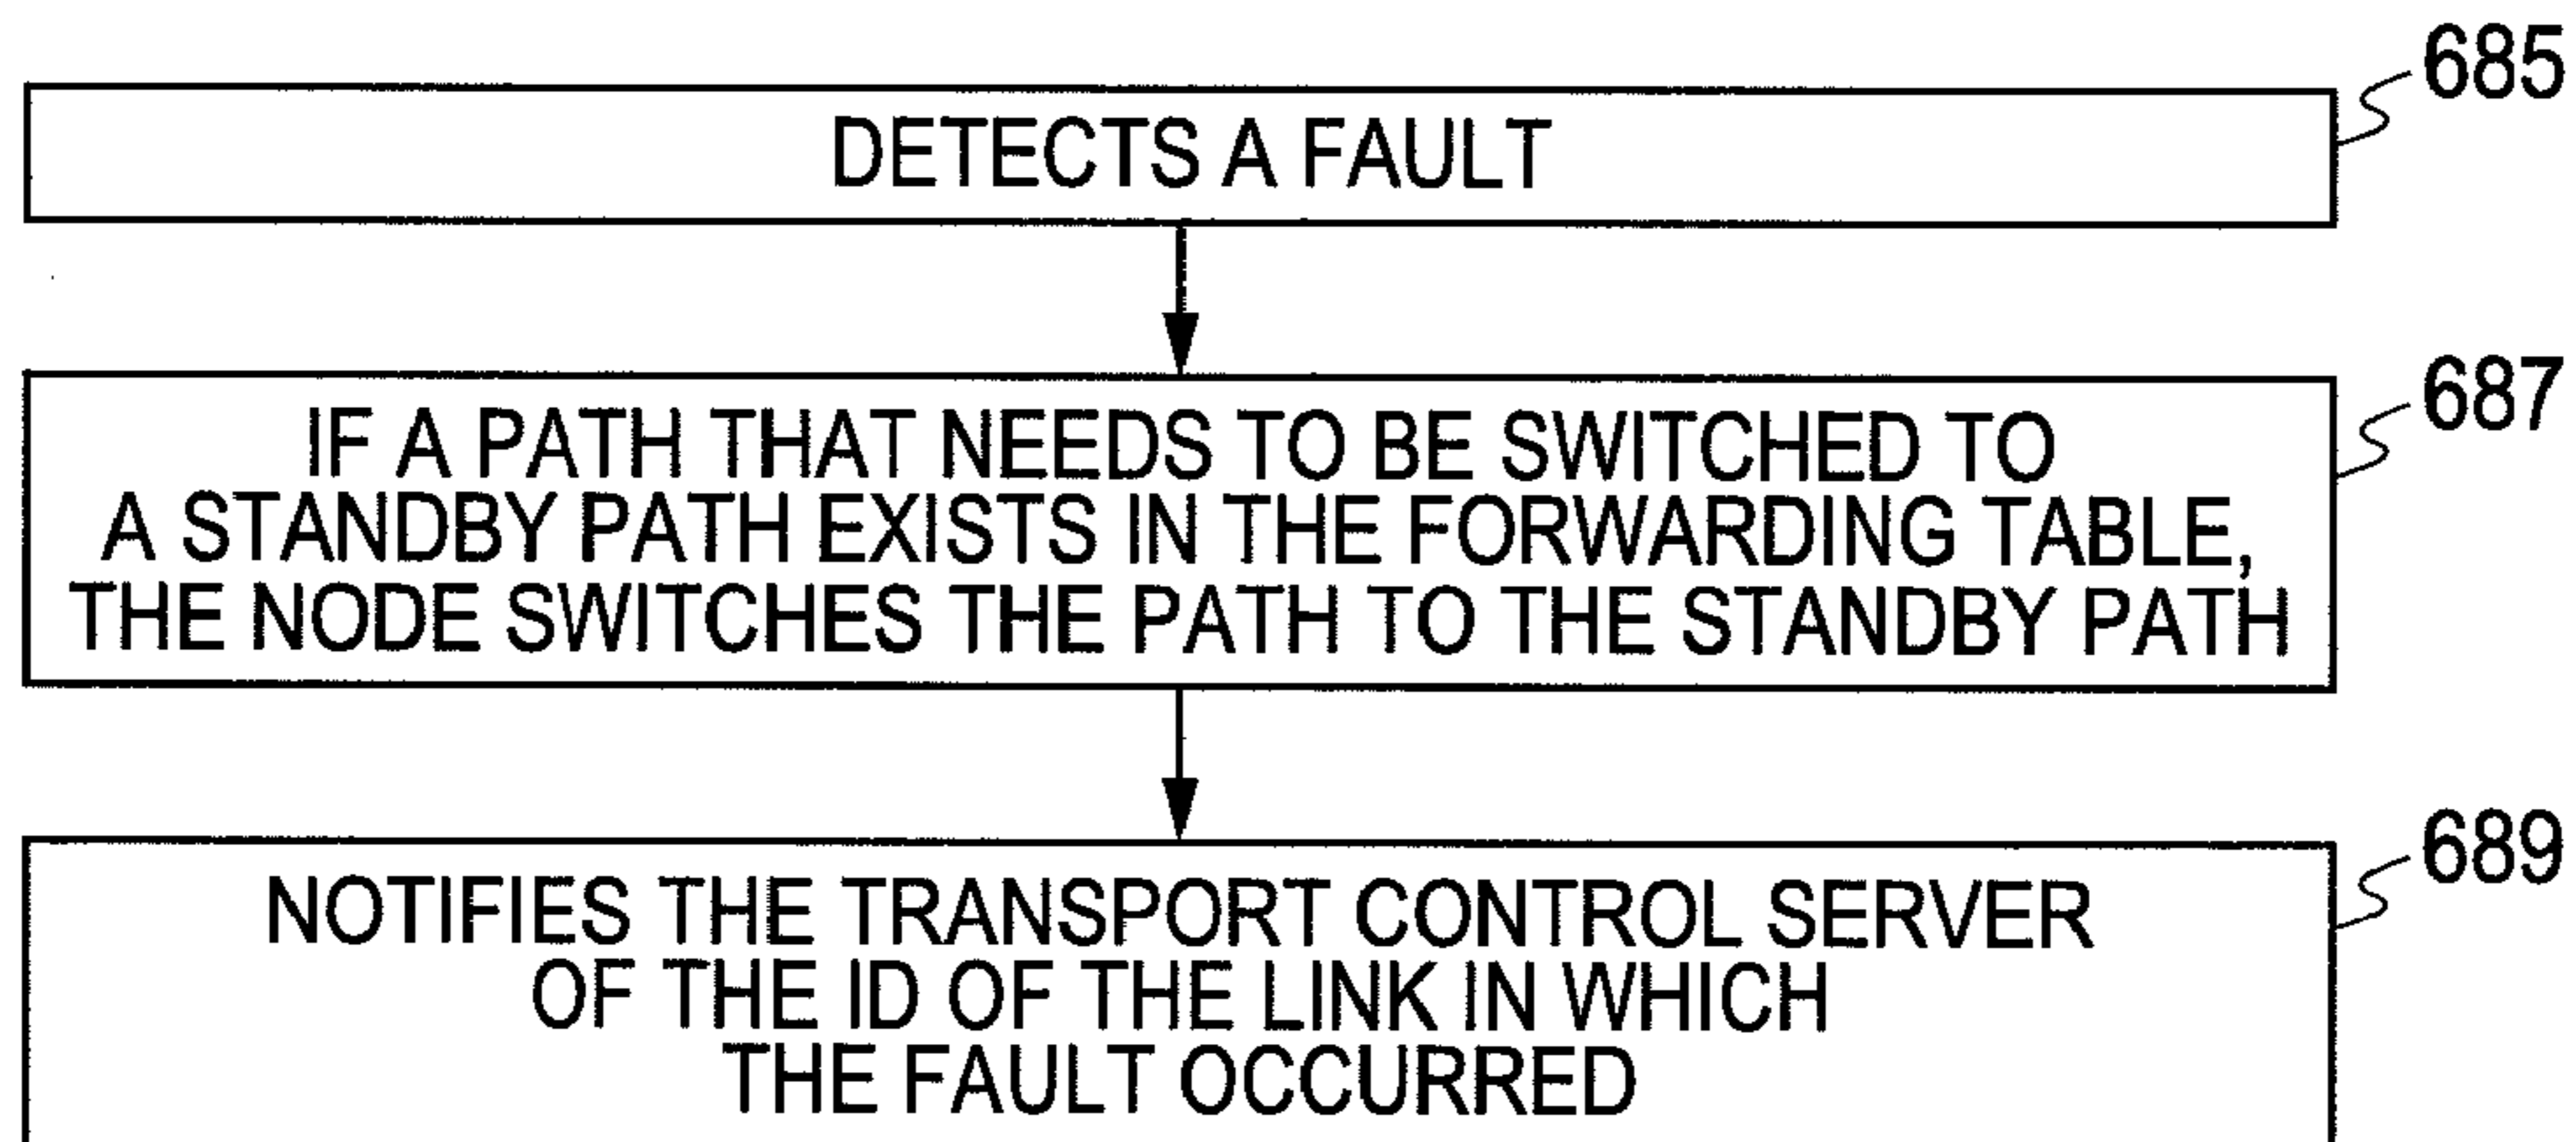 685
DETECTS A FAULT
687
IF A PATH THAT NEEDS TO BE SWITCHED TO
A STANDBY PATH EXISTS IN THE FORWARDING TABLE,
THE NODE SWITCHES THE PATH TO THE STANDBY PATH
689
NOTIFIES THE TRANSPORT CONTROL SERVER
OF THE ID OF THE LINK IN WHICH
THE FAULT OCCURRED